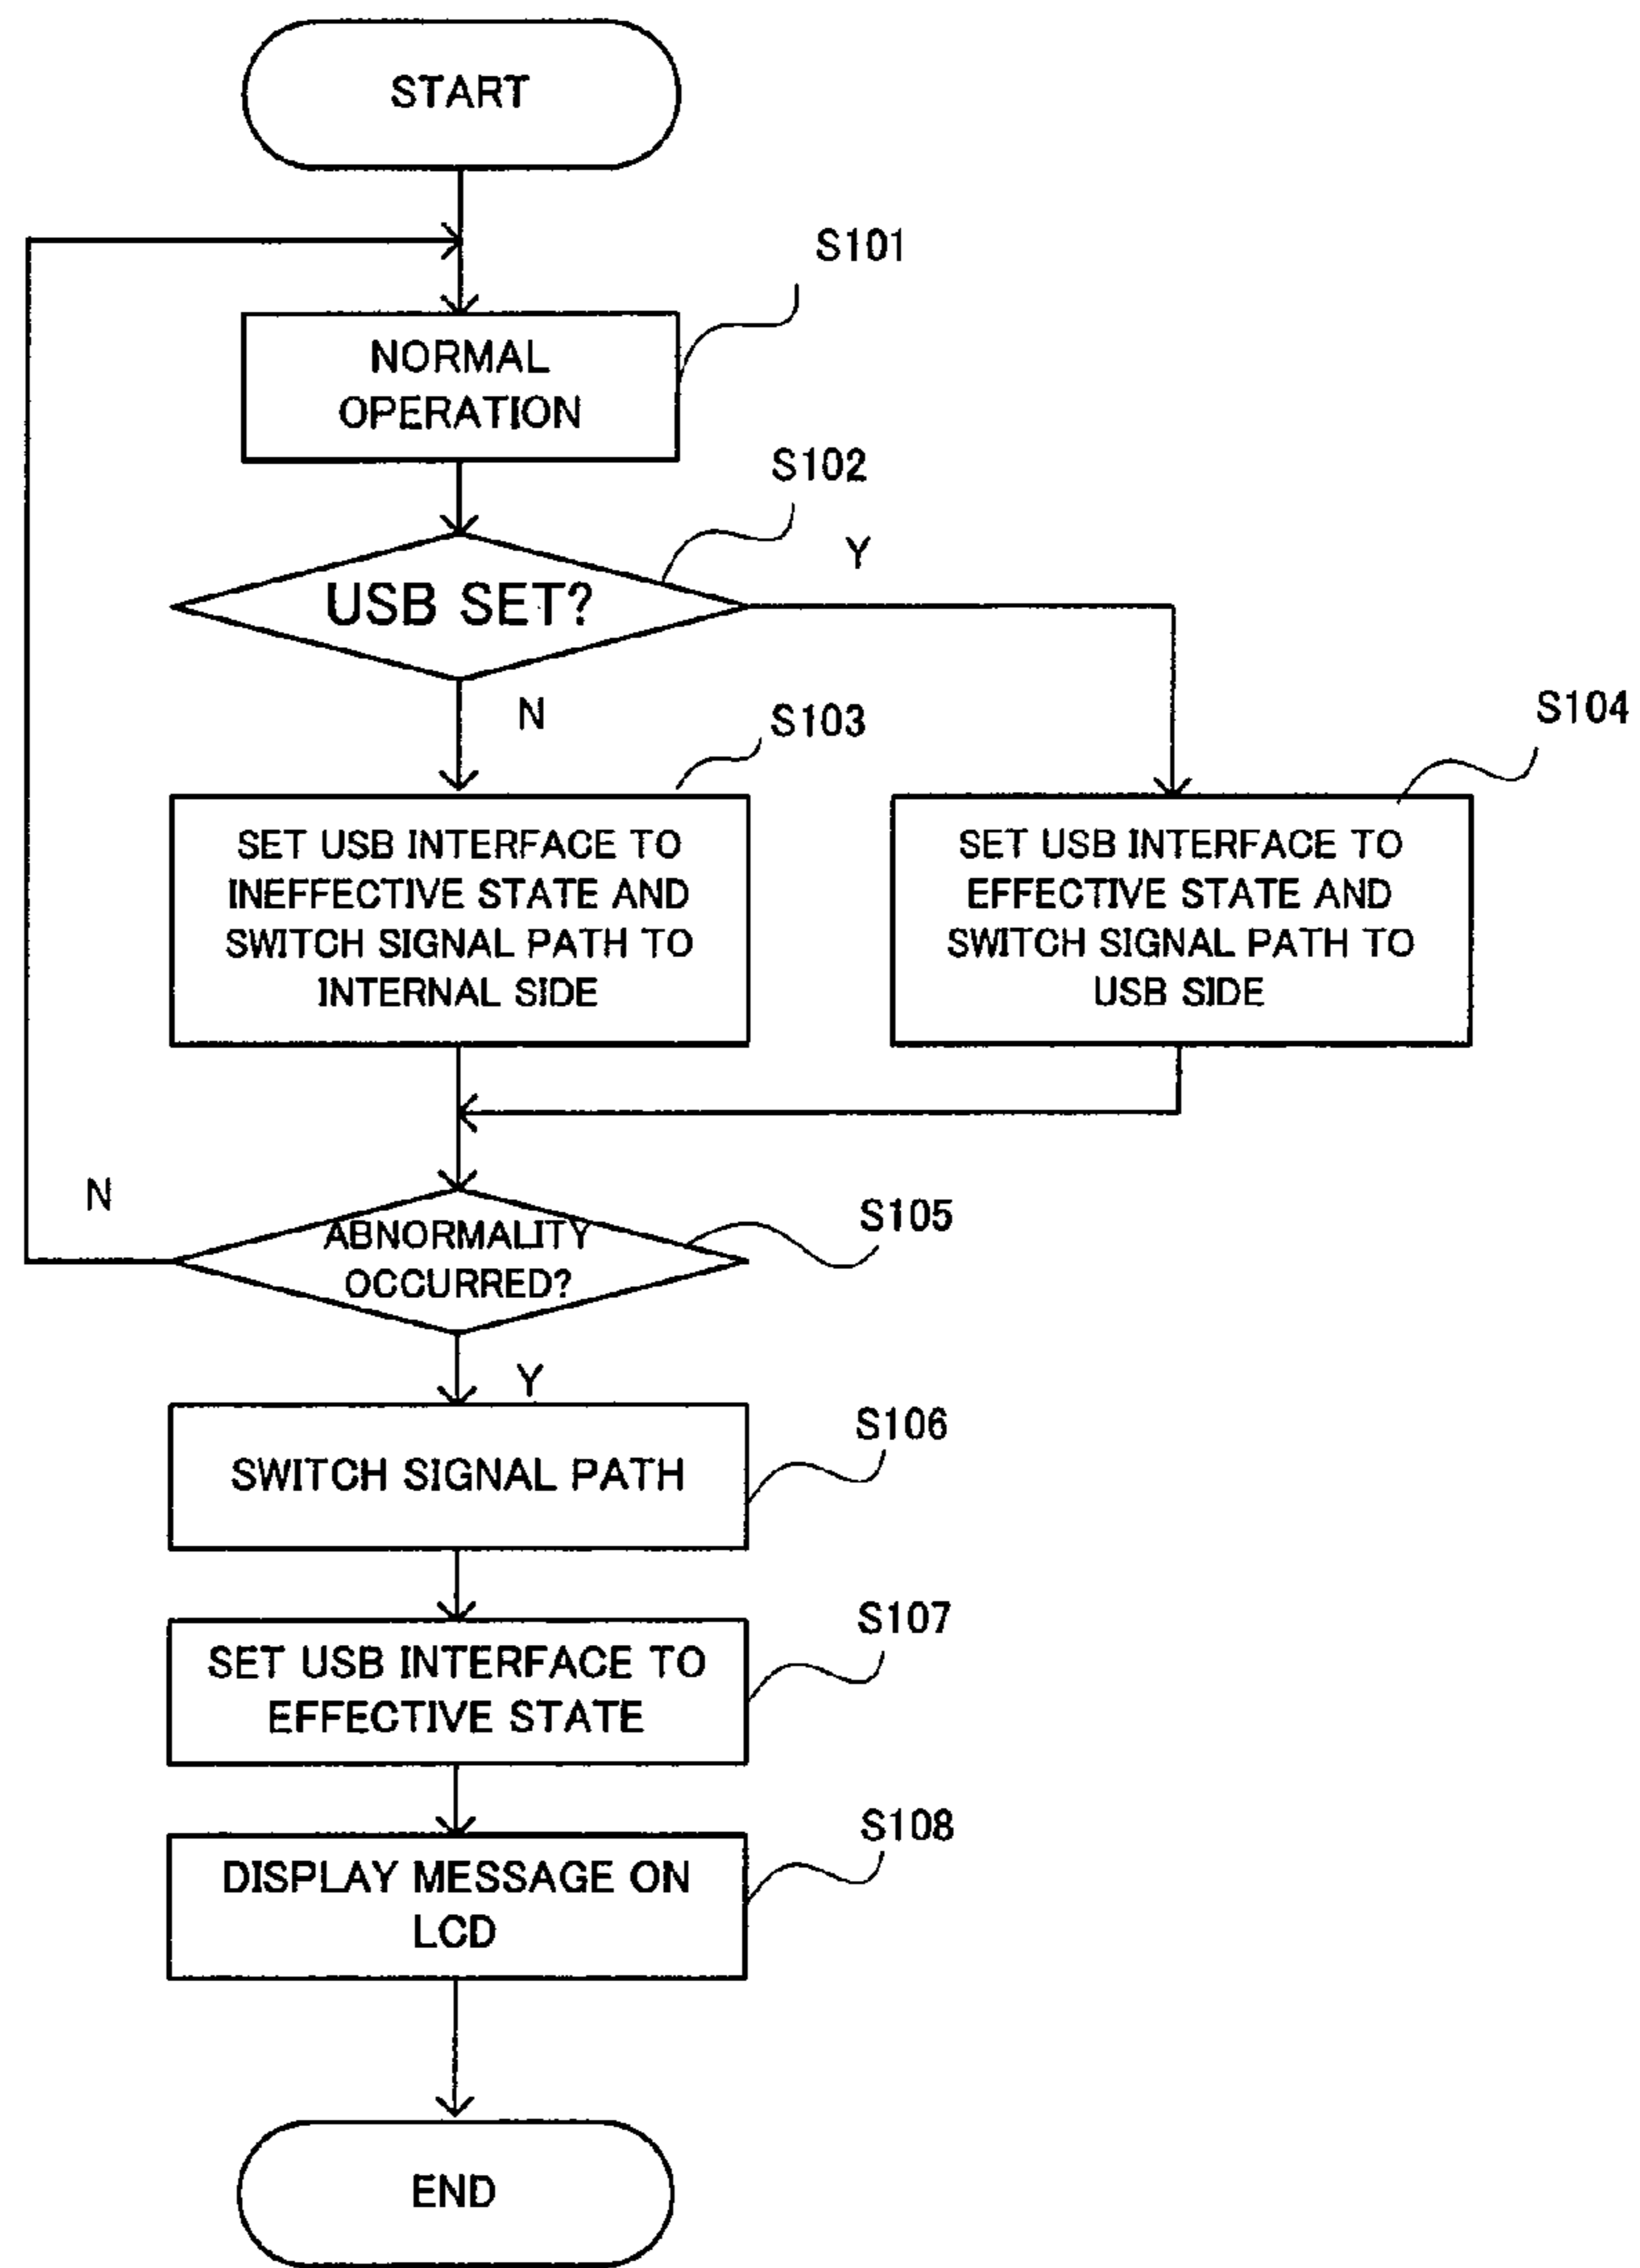 START
S101
NORMAL
OPERATION
S102
Y
USB SET?
N
S103
S104
SET USB INTERFACE TO
INEFFECTIVE STATE AND
SWITCH SIGNAL PATH TO
INTERNAL SIDE
SET USB INTERFACE TO
EFFECTIVE STATE AND
SWITCH SIGNAL PATH TO
USB SIDE
N
S105
ABNORMALITY
OCCURRED?
Y
S106
SWITCH SIGNAL PATH
S107
SET USB INTERFACE TO
EFFECTIVE STATE
S108
DISPLAY MESSAGE ON
LCD
END